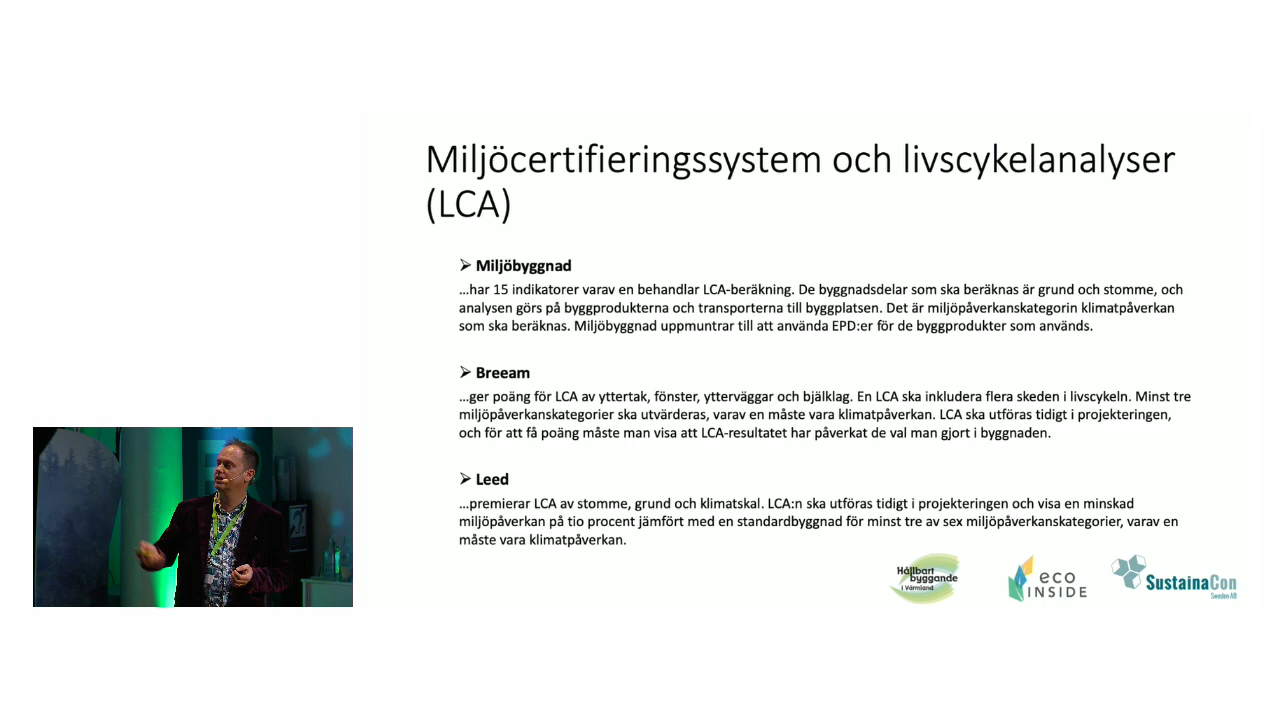 Miljöcertifieringssystem och livscykelanalyser
(LCA)
➢ Miljöbyggnad
…har 15 indikatorer varav en behandlar LCA-beräkning. De byggnadsdelar som ska beräknas är grund och stomme, och
analysen görs på byggprodukterna och transporterna till byggplatsen. Det är miljöpåverkanskategorin klimatpåverkan
som ska beräknas. Miljöbyggnad uppmuntrar till att använda EPD:er för de byggprodukter som används.
➢ Breeam
…ger poäng för LCA av yttertak, fönster, ytterväggar och bjälklag. En LCA ska inkludera flera skeden i livscykeln. Minst tre
miljöpåverkanskategorier ska utvärderas, varav en måste vara klimatpåverkan. LCA ska utföras tidigt i projekteringen,
och för att få poäng måste man visa att LCA-resultatet har påverkat de val man gjort i byggnaden.
➢ Leed
…premierar LCA av stomme, grund och klimatskal. LCA:n ska utföras tidigt i projekteringen och visa en minskad
miljöpåverkan på tio procent jämfört med en standardbyggnad för minst tre av sex miljöpåverkanskategorier, varav en
måste vara klimatpåverkan.
Hållbart
byggande
i Värmland
eco
INSIDE
SustainaCon
Sweden AB